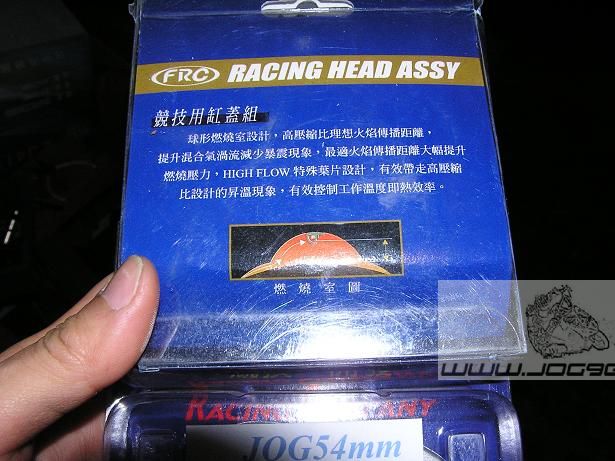 FRC RACING HEAD ASSY
競技用缸蓋組
球形燃燒室設計，高壓縮比理想火焰傳播距離，
提升混合氣渦流減少暴震現象，最適火焰傳播距離大幅提升
燃燒壓力，HIGH FLOW 特殊葉片設計，有效帶走高壓縮
比設計的昇溫現象，有效控制工作溫度即熱效率。
燃燒室圖
WWW.JOG90
RACING COMPANY
JOG54mm